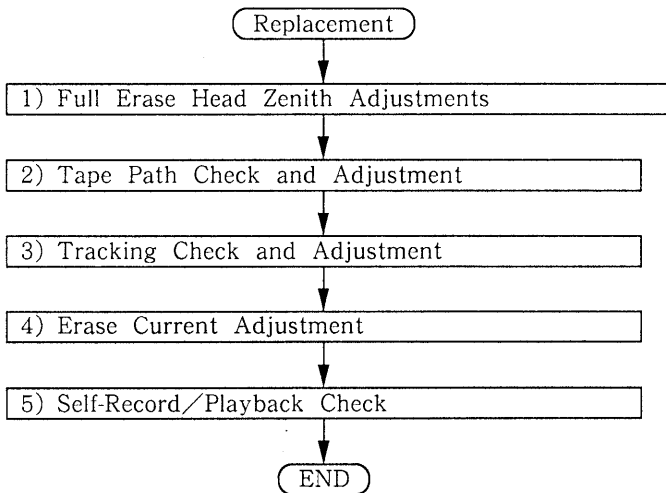 Replacement
1) Full Erase Head Zenith Adjustments
2) Tape Path Check and Adjustment
3) Tracking Check and Adjustment
4) Erase Current Adjustment
5) Self-Record／Playback Check
END